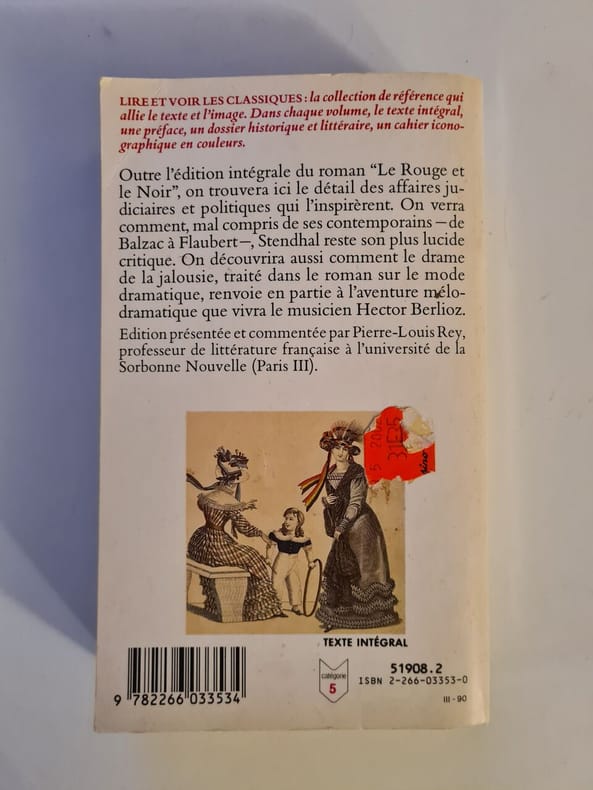 LIRE ET VOIR LES CLASSIQUES : la collection de référence qui
allie le texte et l'image. Dans chaque volume, le texte intégral,
une préface, un dossier historique et littéraire, un cahier icono-
graphique en couleurs.
Outre l'édition intégrale du roman “Le Rouge et
le Noir”, on trouvera ici le détail des affaires ju-
diciaires et politiques qui l'inspirèrent. On verra
comment, mal compris de ses contemporains — de
Balzac à Flaubert —, Stendhal reste son plus lucide
critique. On découvrira aussi comment le drame
de la jalousie, traité dans le roman sur le mode
dramatique, renvoie en partie à l'aventure mélo-
dramatique que vivra le musicien Hector Berlioz.
Edition présentée et commentée par Pierre-Louis Rey,
professeur de littérature française à l'université de la
Sorbonne Nouvelle (Paris III).
31F25
TEXTE INTÉGRAL
catégorie
5
51908.2
ISBN 2-266-03353-0
III - 90
9 782266 033534